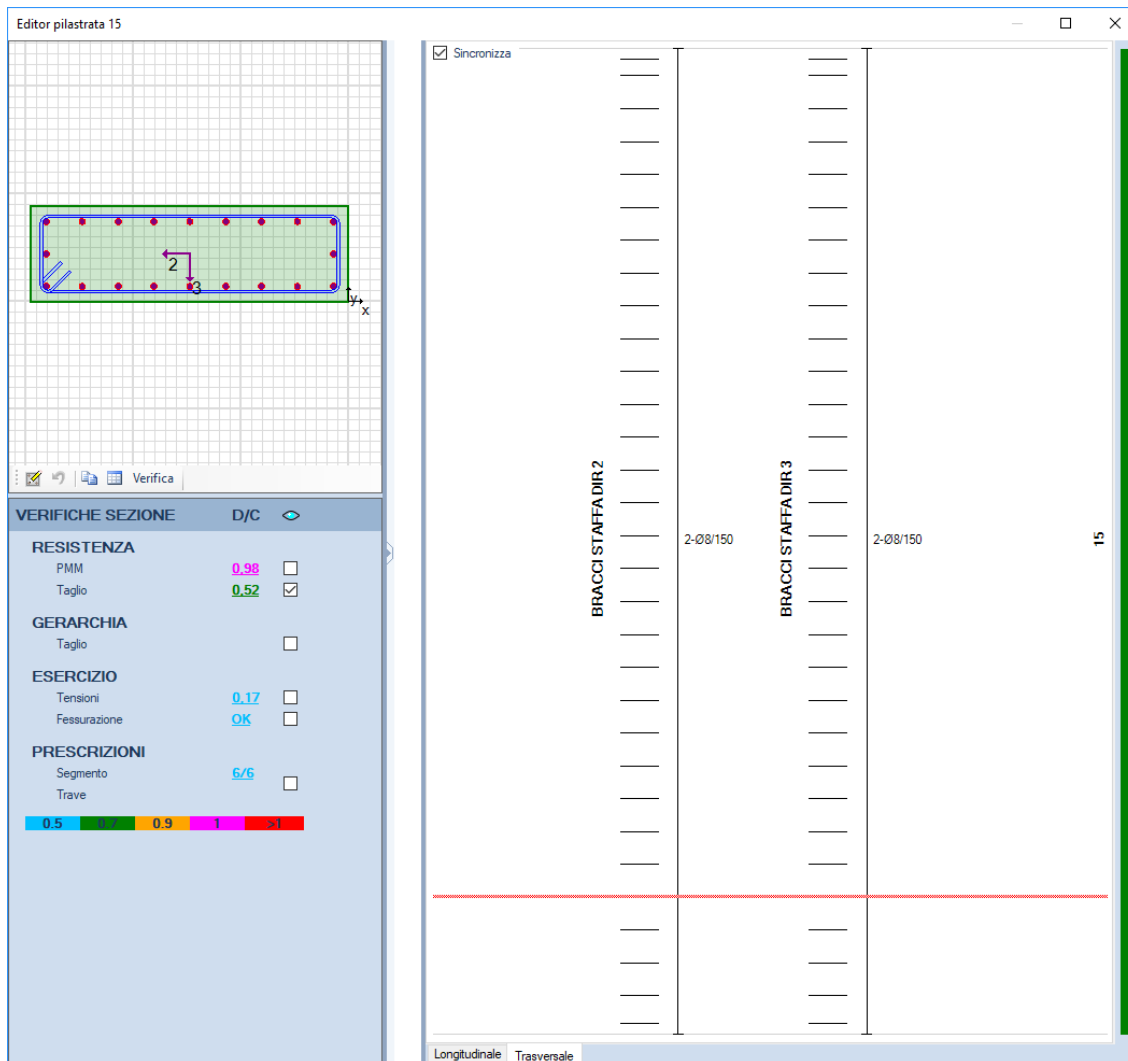 Editor pilastrata 15
2
3
y
x
Verifica
VERIFICHE SEZIONE D/C
RESISTENZA
PMM 0,98
Taglio 0,52
GERARCHIA
Taglio
ESERCIZIO
Tensioni 0,17
Fessurazione OK
PRESCRIZIONI
Segmento 6/6
Trave
0.5 0.7 0.9 1 >1
Sincronizza
BRACCI STAFFA DIR 2
2-Ø8/150
BRACCI STAFFA DIR 3
2-Ø8/150
15
Longitudinale Trasversale